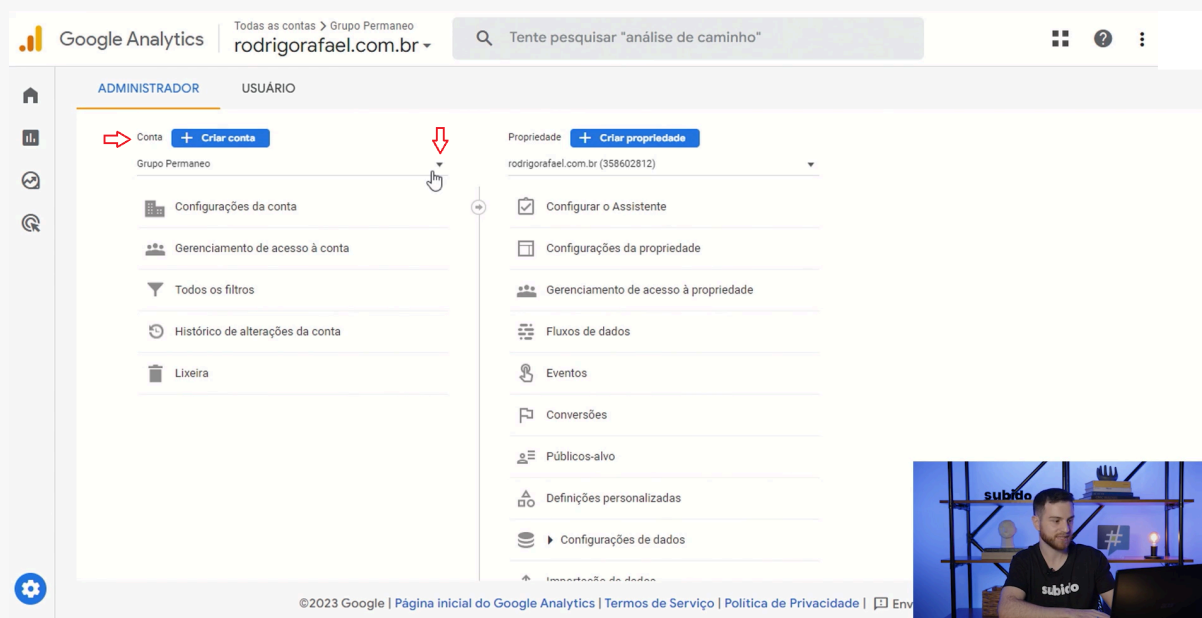 Google Analytics
Todas as contas > Grupo Permaneo
rodrigorafael.com.br
Tente pesquisar "análise de caminho"
ADMINISTRADOR
USUÁRIO
Conta
+ Criar conta
Grupo Permaneo
Configurações da conta
Gerenciamento de acesso à conta
Todos os filtros
Histórico de alterações da conta
Lixeira
Propriedade
+ Criar propriedade
rodrigorafael.com.br (358602812)
Configurar o Assistente
Configurações da propriedade
Gerenciamento de acesso à propriedade
Fluxos de dados
Eventos
Conversões
Públicos-alvo
Definições personalizadas
Configurações de dados
Importação de dados
©2023 Google | Página inicial do Google Analytics | Termos de Serviço | Política de Privacidade | Env
subido
#
subido